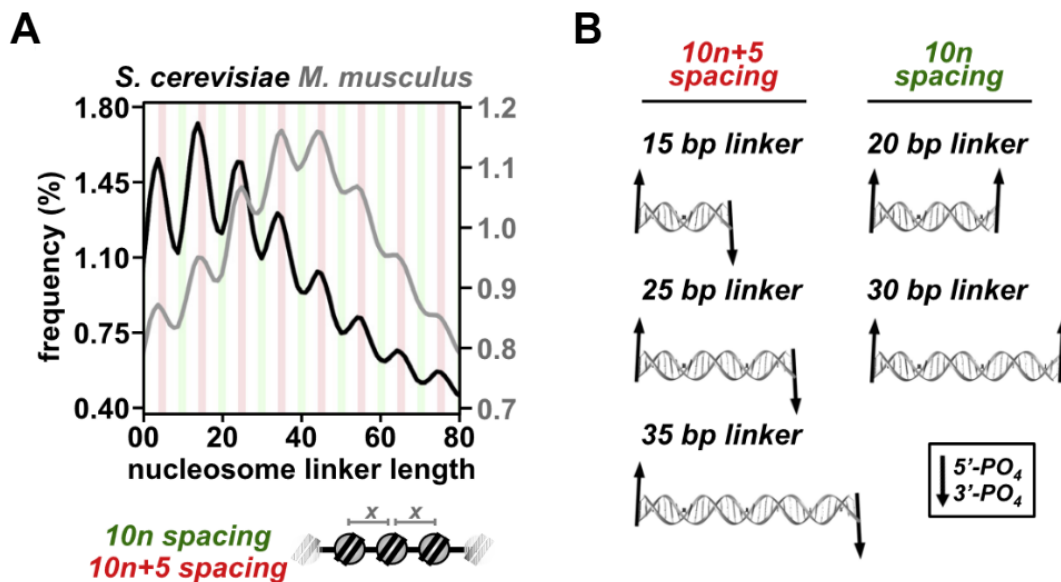 A
S. cerevisiae M. musculus
frequency (%)
1.80
1.45
1.10
0.75
0.40
1.2
1.1
1.0
0.9
0.8
0.7
00 20 40 60 80
nucleosome linker length
10n spacing
10n+5 spacing
x x
B
10n+5
spacing
10n
spacing
15 bp linker
20 bp linker
25 bp linker
30 bp linker
35 bp linker
5'-PO4
3'-PO4